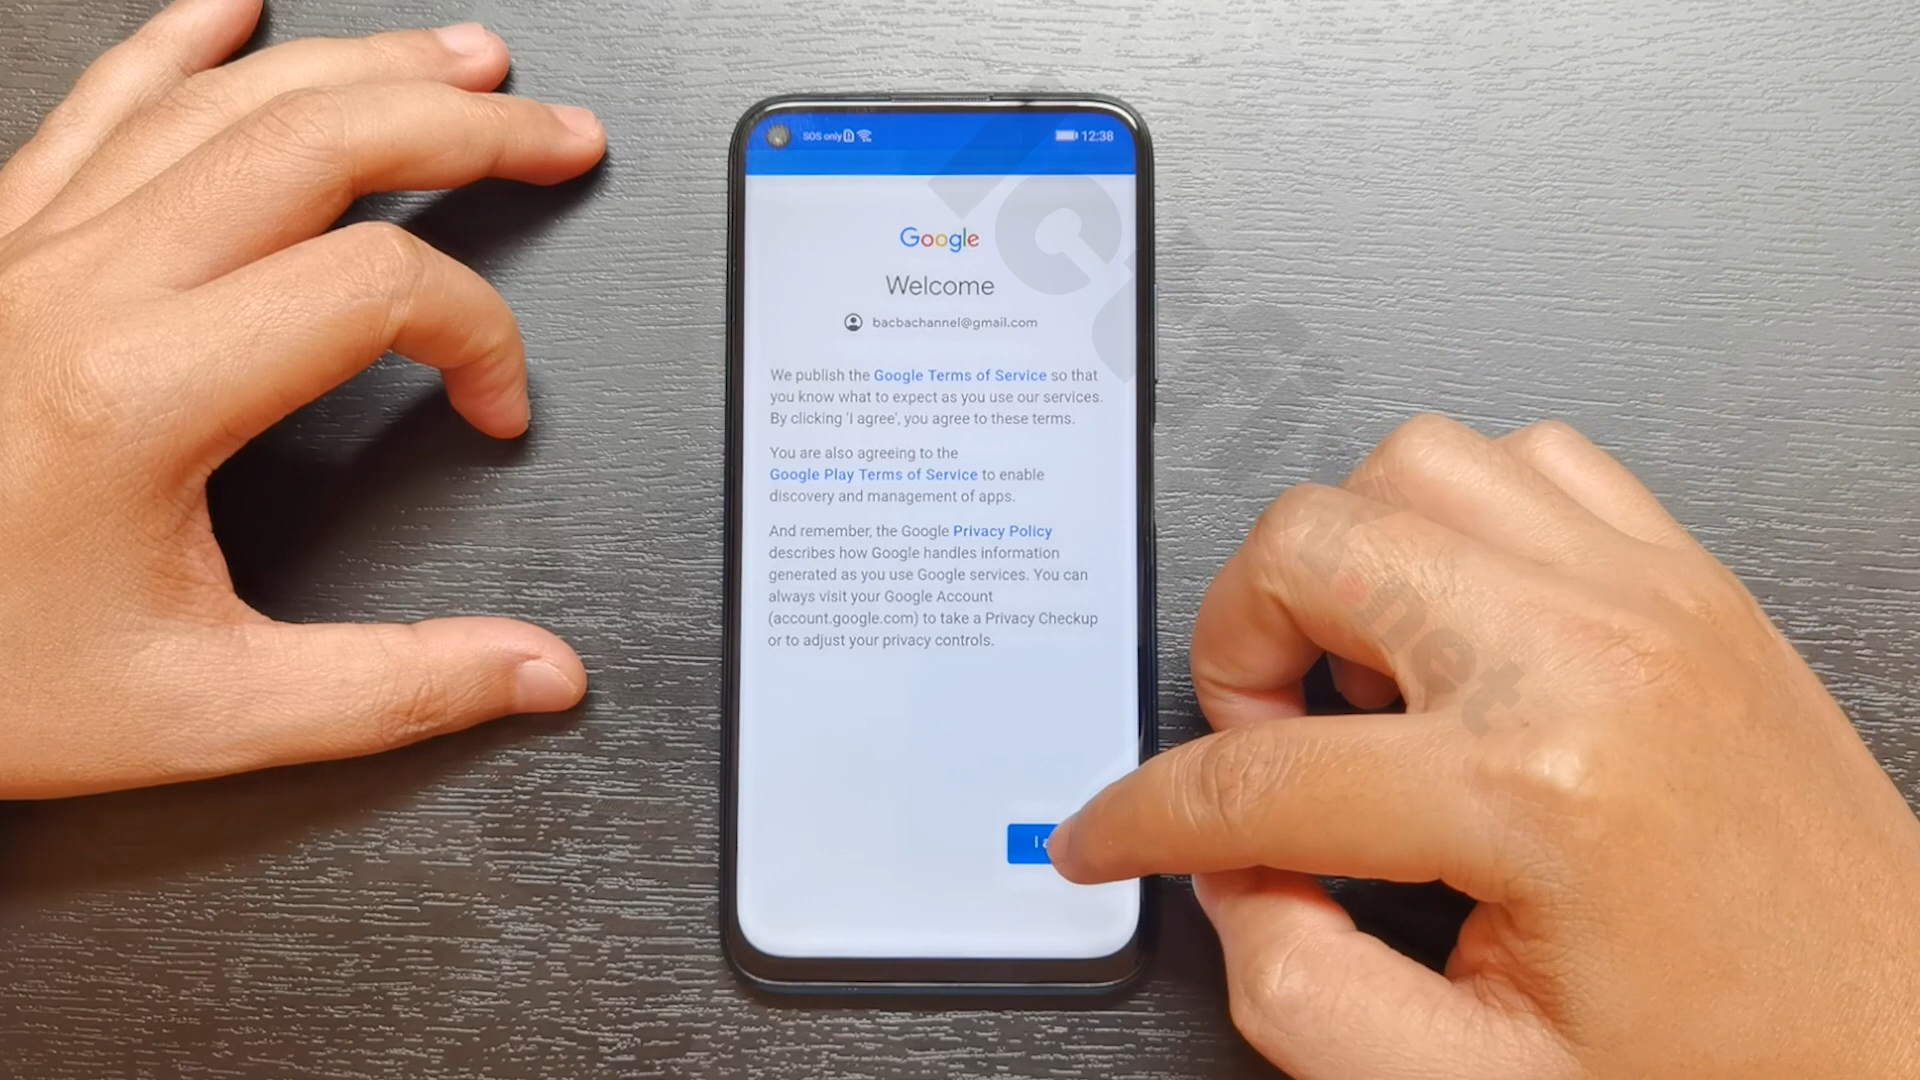 SOS only
12:38
Google
Welcome
bacbachannel@gmail.com
We publish the Google Terms of Service so that
you know what to expect as you use our services.
By clicking 'I agree', you agree to these terms.
You are also agreeing to the
Google Play Terms of Service to enable
discovery and management of apps.
And remember, the Google Privacy Policy
describes how Google handles information
generated as you use Google services. You can
always visit your Google Account
(account.google.com) to take a Privacy Checkup
or to adjust your privacy controls.
I